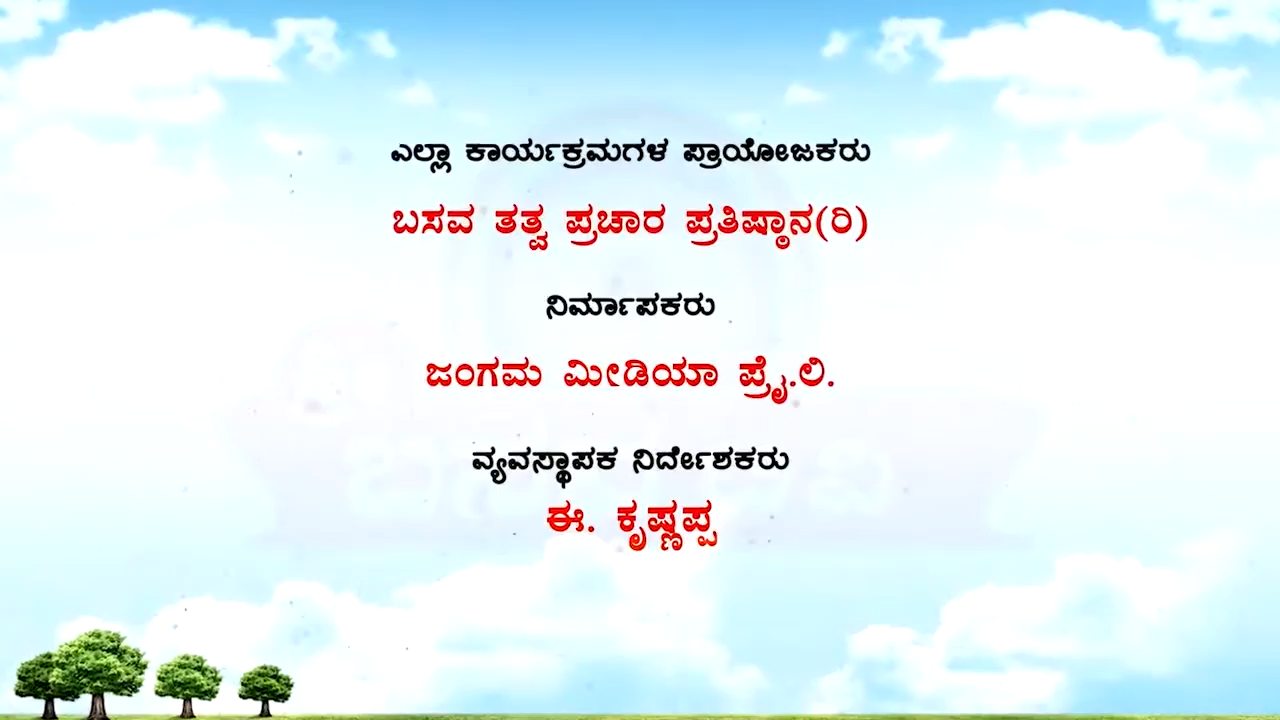 ಎಲ್ಲಾ ಕಾರ್ಯಕ್ರಮಗಳ ಪ್ರಾಯೋಜಕರು
ಬಸವ ತತ್ವ ಪ್ರಚಾರ ಪ್ರತಿಷ್ಠಾನ(ರಿ)
ನಿರ್ಮಾಪಕರು
ಜಂಗಮ ಮೀಡಿಯಾ ಪ್ರೈ.ಲಿ.
ವ್ಯವಸ್ಥಾಪಕ ನಿರ್ದೇಶಕರು
ಈ. ಕೃಷ್ಣಪ್ಪ